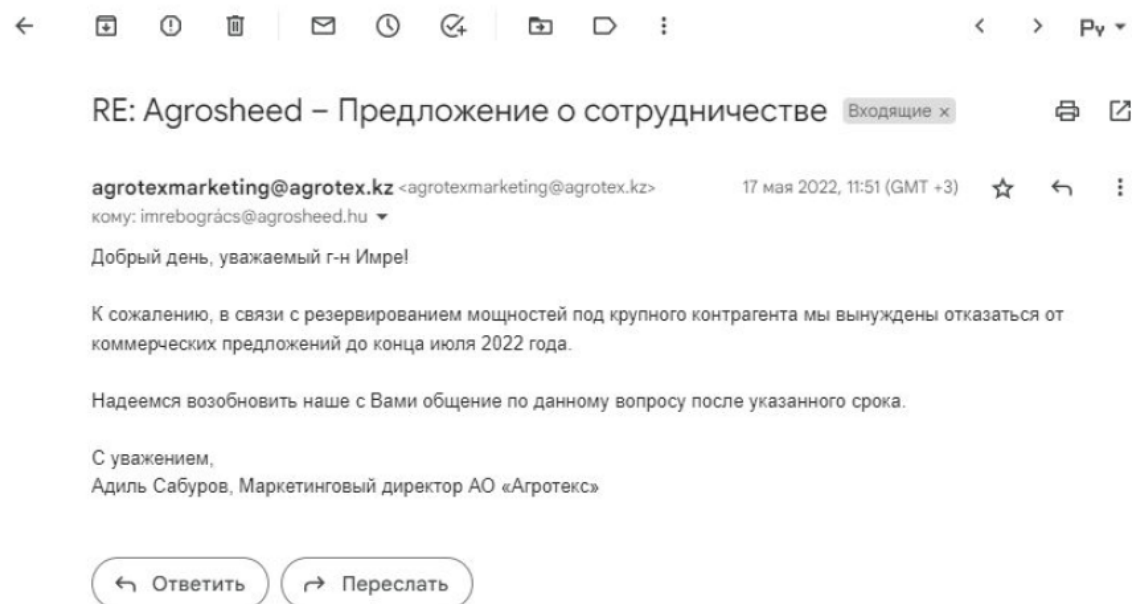 Ру
RE: Agrosheed – Предложение о сотрудничестве Входящие ×
agrotexmarketing@agrotex.kz <agrotexmarketing@agrotex.kz> 17 мая 2022, 11:51 (GMT +3)
кому: imrebogrács@agrosheed.hu
Добрый день, уважаемый г-н Имре!
К сожалению, в связи с резервированием мощностей под крупного контрагента мы вынуждены отказаться от
коммерческих предложений до конца июля 2022 года.
Надеемся возобновить наше с Вами общение по данному вопросу после указанного срока.
С уважением,
Адиль Сабуров, Маркетинговый директор АО «Агротекс»
Ответить Переслать